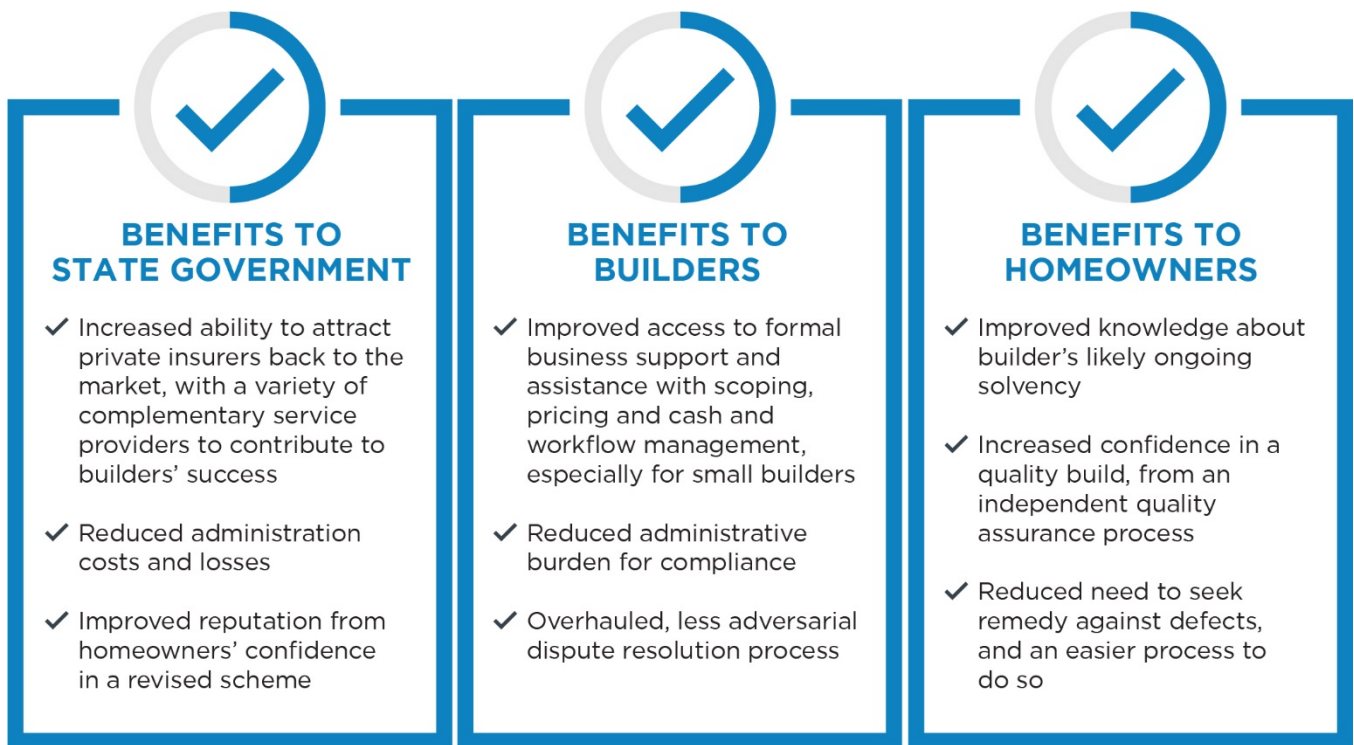 BENEFITS TO
STATE GOVERNMENT
Increased ability to attract
private insurers back to the
market, with a variety of
complementary service
providers to contribute to
builders’ success
Reduced administration
costs and losses
Improved reputation from
homeowners’ confidence
in a revised scheme
BENEFITS TO
BUILDERS
Improved access to formal
business support and
assistance with scoping,
pricing and cash and
workflow management,
especially for small builders
Reduced administrative
burden for compliance
Overhauled, less adversarial
dispute resolution process
BENEFITS TO
HOMEOWNERS
Improved knowledge about
builder’s likely ongoing
solvency
Increased confidence in a
quality build, from an
independent quality
assurance process
Reduced need to seek
remedy against defects,
and an easier process to
do so